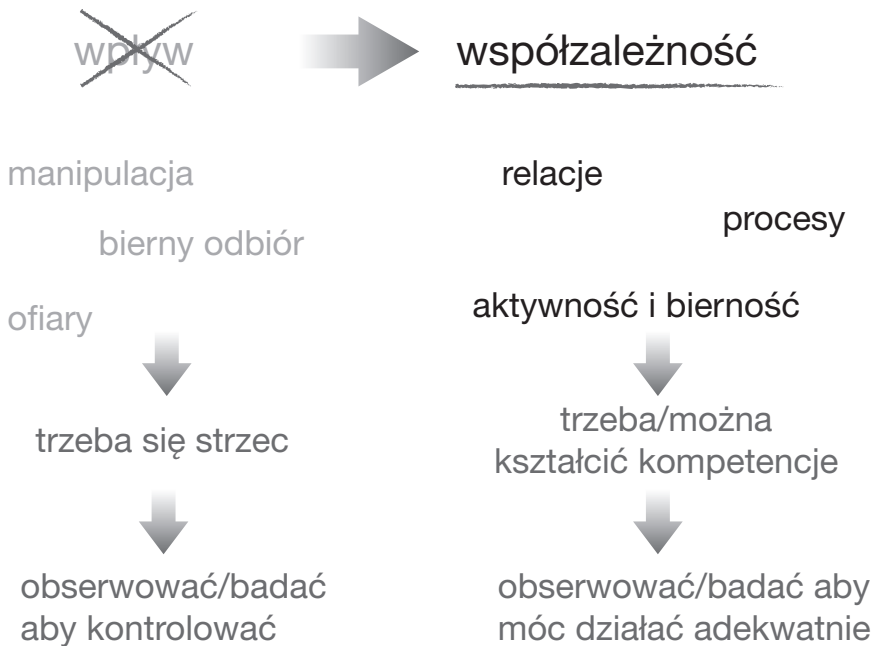 wpływ
współzależność
manipulacja
bierny odbiór
ofiary
trzeba się strzec
obserwować/badać
aby kontrolować
relacje
procesy
aktywność i bierność
trzeba/można
kształcić kompetencje
obserwować/badać aby
móc działać adekwatnie